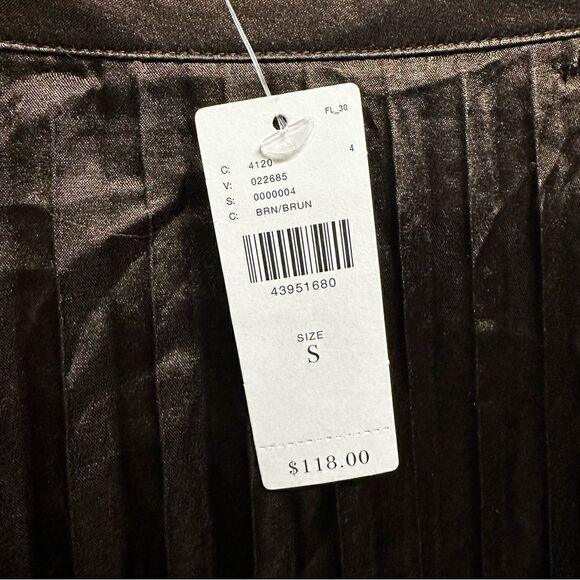 FL_30
C: 4120 4
V: 022685
S: 0000004
C: BRN/BRUN
43951680
SIZE
S
$118.00